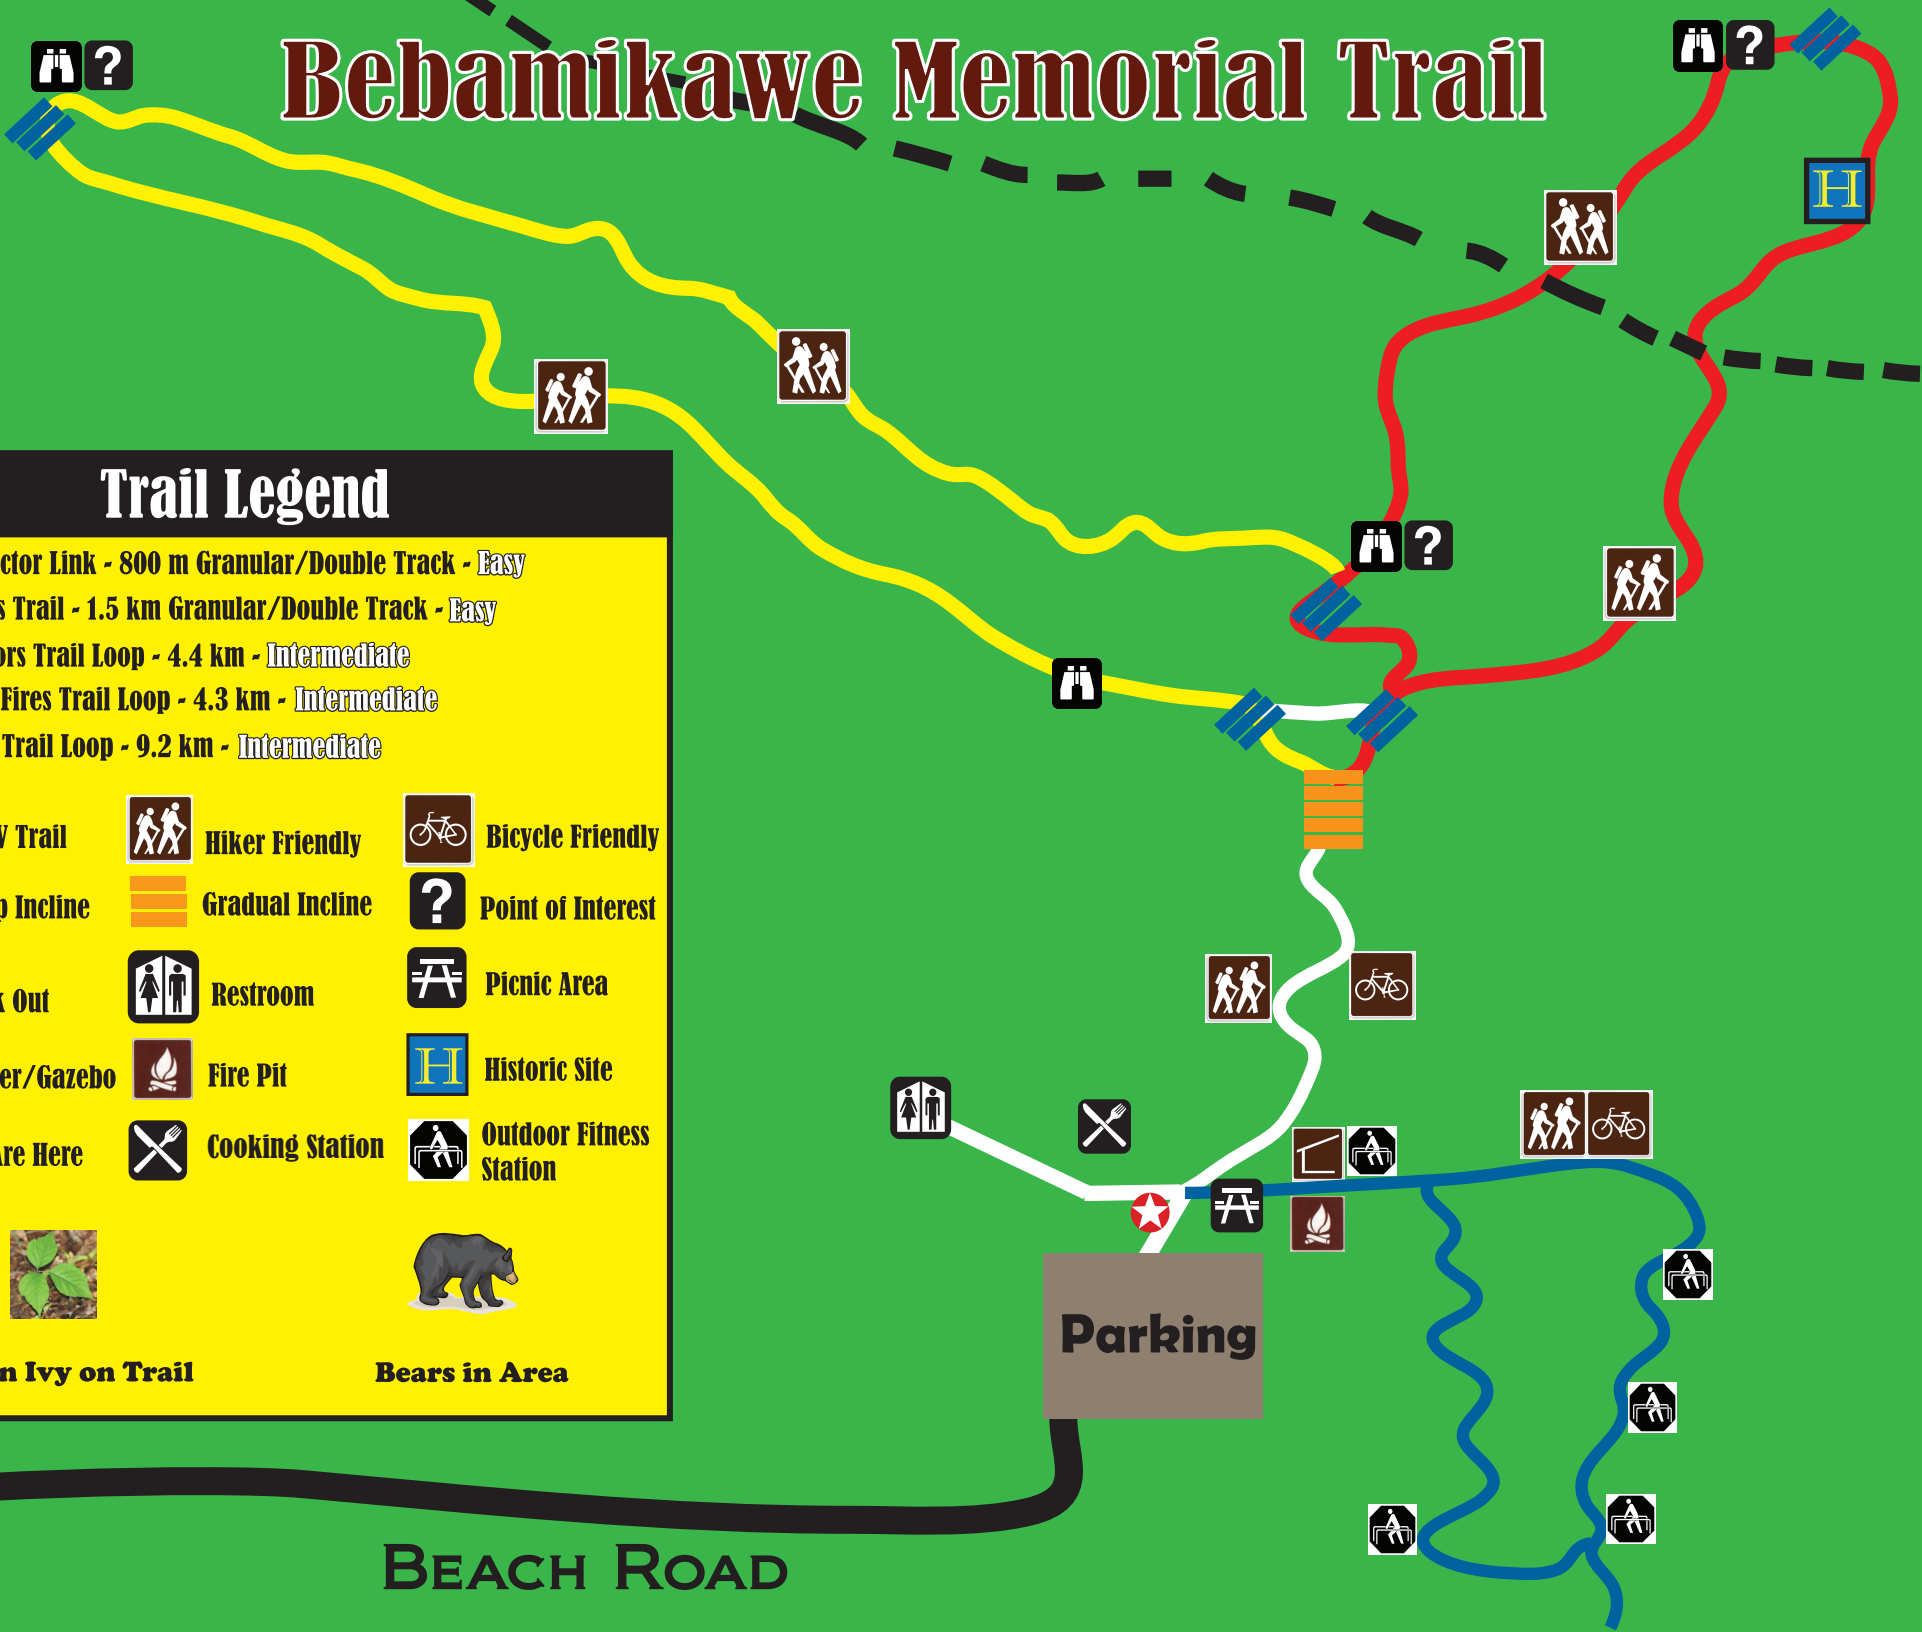 Bebamikawe Memorial Trail
H
Trail Legend
ctor Link - 800 m Granular/Double Track - Easy
s Trail - 1.5 km Granular/Double Track - Easy
ors Trail Loop - 4.4 km - Intermediate
Fires Trail Loop - 4.3 km - Intermediate
Trail Loop - 9.2 km - Intermediate
V Trail
Hiker Friendly
Bicycle Friendly
p Incline
Gradual Incline
? Point of Interest
k Out
Restroom
Picnic Area
er/Gazebo
Fire Pit
H Historic Site
Are Here
Cooking Station
Outdoor Fitness
Station
n Ivy on Trail
Bears in Area
Parking
Beach Road